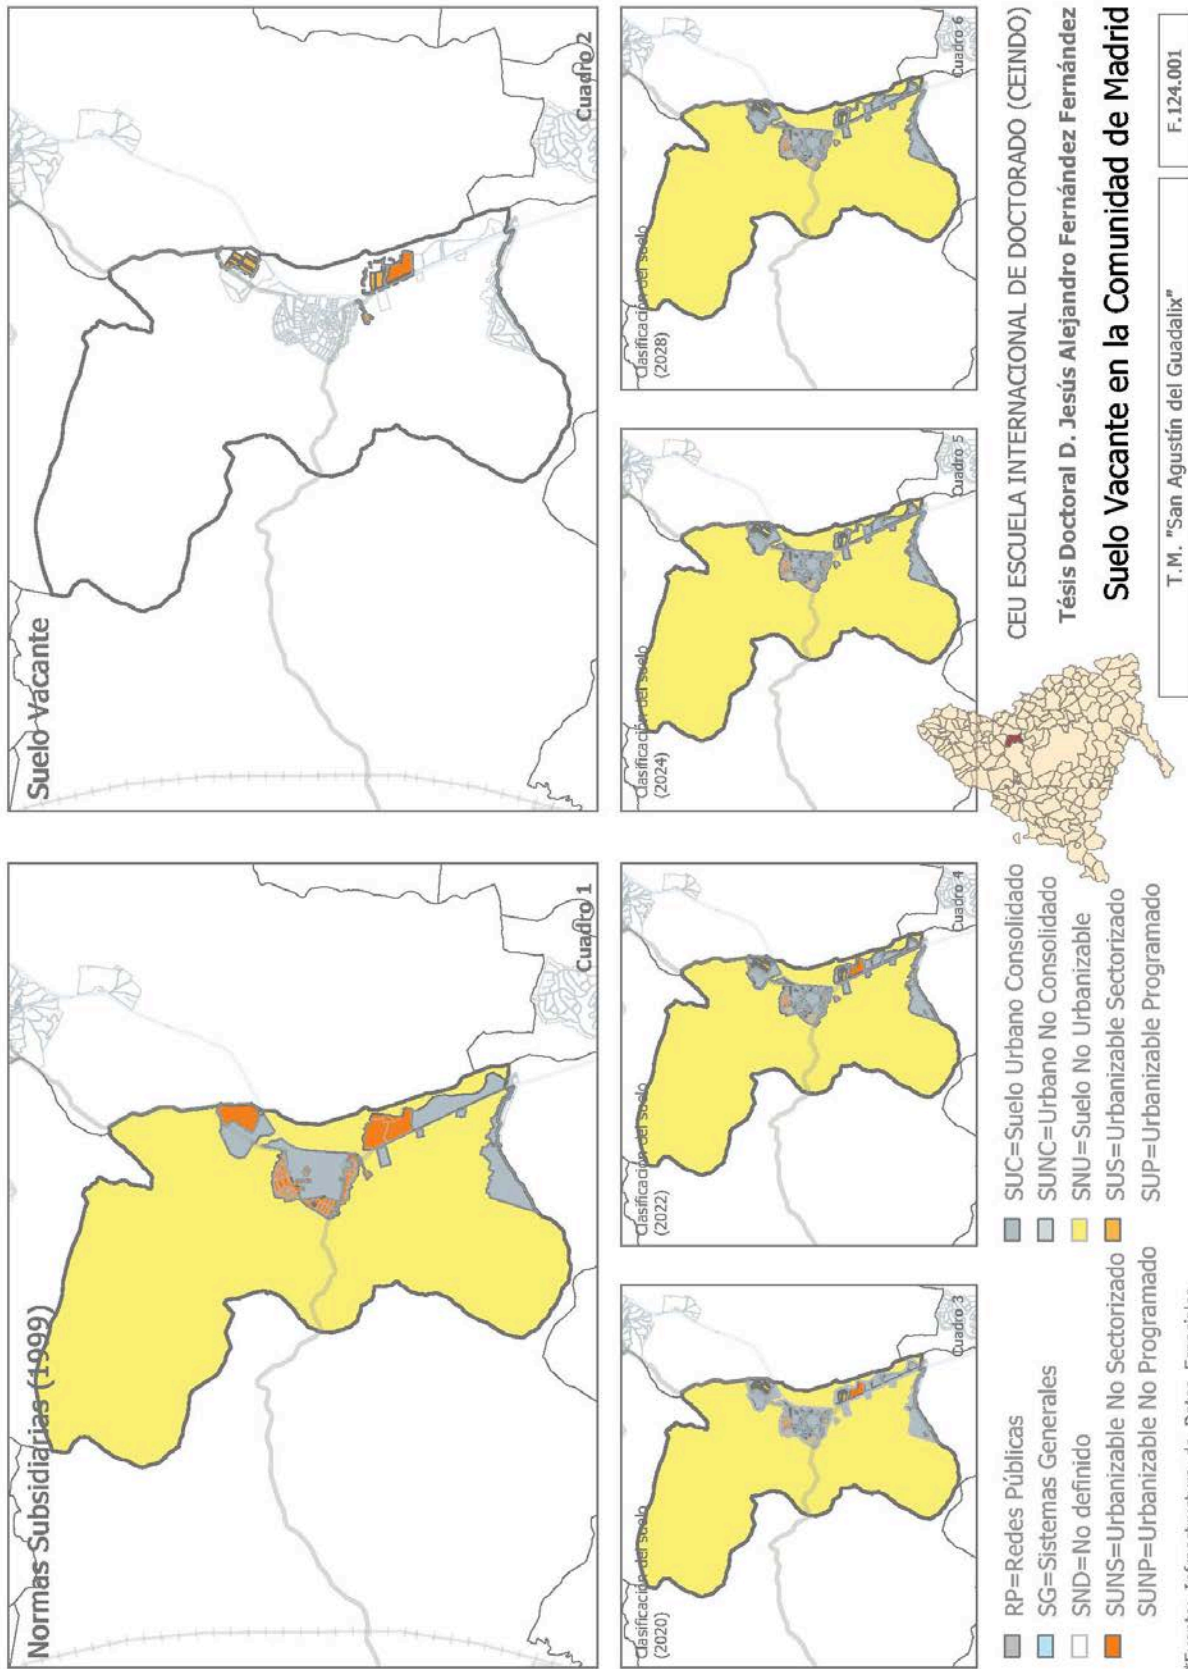 Normas Subsidiarias (1999)
Cuadro 1
Suelo Vacante
Cuadro 2
Clasificación del suelo
(2020)
Cuadro 3
Clasificación del suelo
(2022)
Cuadro 4
Clasificación del suelo
(2024)
Cuadro 5
Clasificación del suelo
(2028)
Cuadro 6
RP=Redes Públicas
SG=Sistemas Generales
SND=No definido
SUNS=Urbanizable No Sectorizado
SUNP=Urbanizable No Programado
SUC=Suelo Urbano Consolidado
SUNC=Urbano No Consolidado
SNU=Suelo No Urbanizable
SUS=Urbanizable Sectorizado
SUP=Urbanizable Programado
CEU ESCUELA INTERNACIONAL DE DOCTORADO (CEINDO)
Tésis Doctoral D. Jesús Alejandro Fernández Fernández
Suelo Vacante en la Comunidad de Madrid
T.M. "San Agustín del Guadalix"
F.124.001